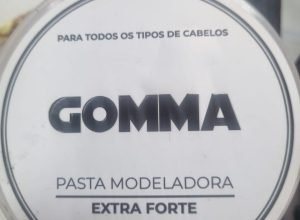 PARA TODOS OS TIPOS DE CABELOS
GOMMA
PASTA MODELADORA
EXTRA FORTE